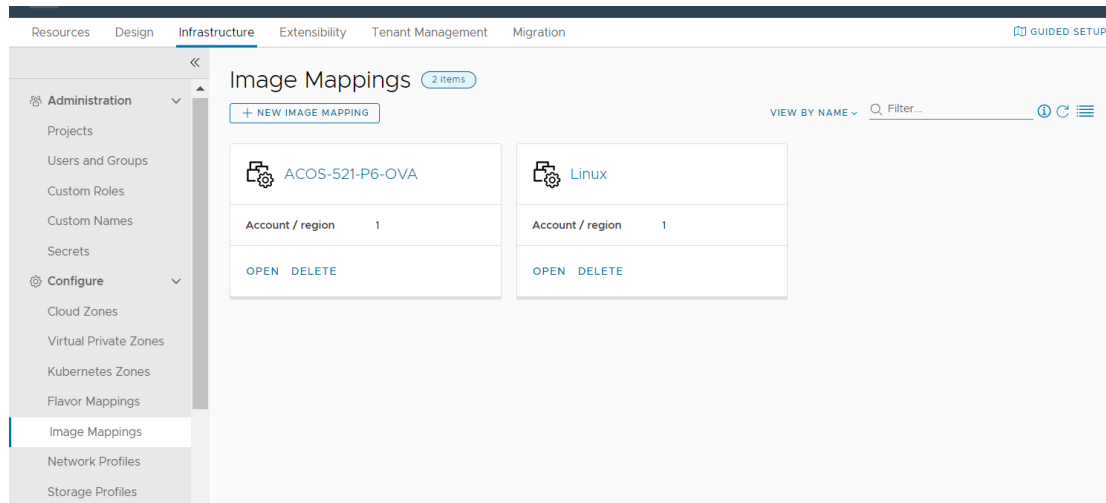 Resources Design Infrastructure Extensibility Tenant Management Migration GUIDED SETUP
Administration
Projects
Users and Groups
Custom Roles
Custom Names
Secrets
Configure
Cloud Zones
Virtual Private Zones
Kubernetes Zones
Flavor Mappings
Image Mappings
Network Profiles
Storage Profiles
Image Mappings 2 items
+ NEW IMAGE MAPPING
VIEW BY NAME Filter...
ACOS-521-P6-OVA
Account / region 1
OPEN DELETE
Linux
Account / region 1
OPEN DELETE